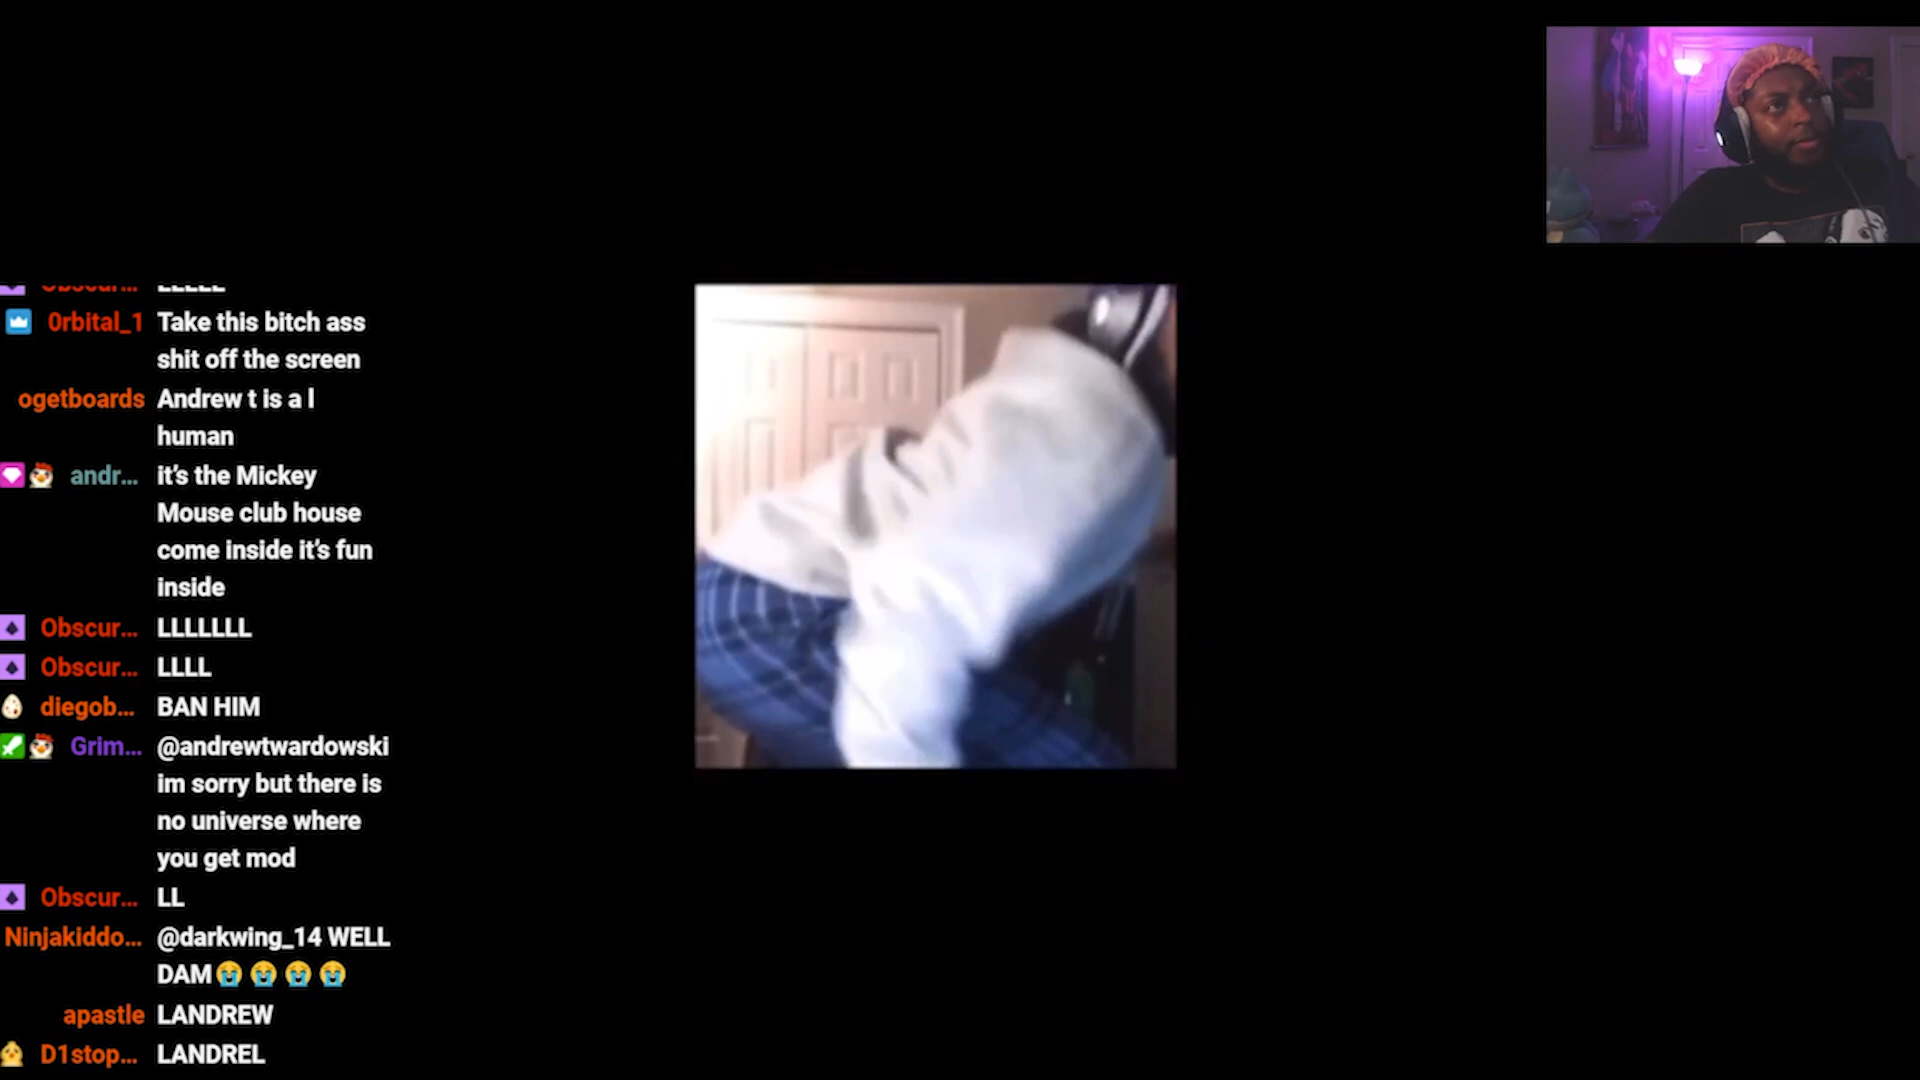 Obscur... LLLLL
0rbital_1 Take this bitch ass
shit off the screen
ogetboards Andrew t is a l
human
andr... it's the Mickey
Mouse club house
come inside it's fun
inside
Obscur... LLLLLLL
Obscur... LLLL
diegob... BAN HIM
Grim... @andrewtwardowski
im sorry but there is
no universe where
you get mod
Obscur... LL
Ninjakiddo... @darkwing_14 WELL
DAM😭😭😭😭
apastle LANDREW
D1stop... LANDREL